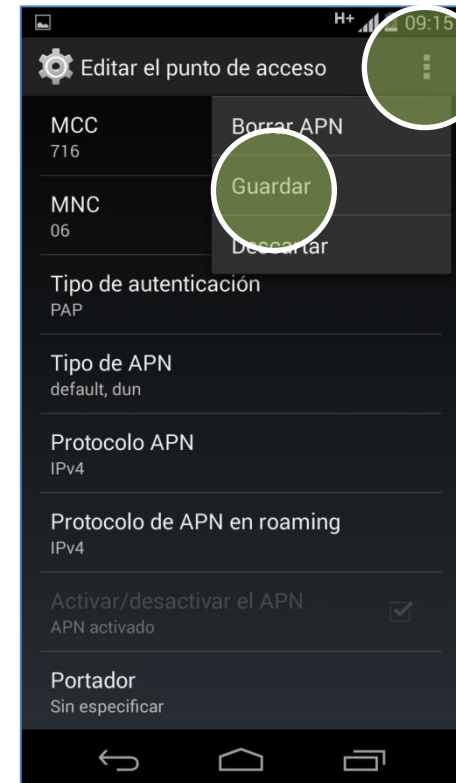 H+ 09:15
Editar el punto de acceso
MCC
716
Borrar APN
MNC
06
Guardar
Descartar
Tipo de autenticación
PAP
Tipo de APN
default, dun
Protocolo APN
IPv4
Protocolo de APN en roaming
IPv4
Activar/desactivar el APN
APN activado
Portador
Sin especificar